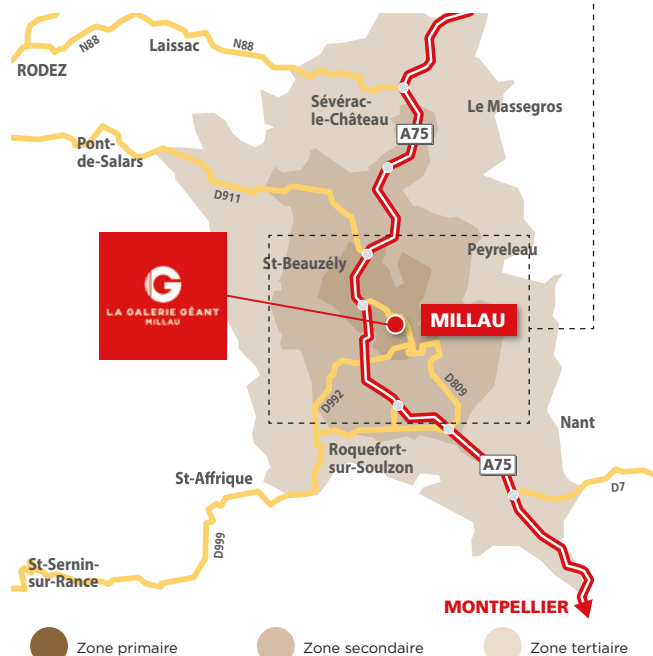 N88
Laissac
N88
RODEZ
Sévérac-
le-Château
Le Massegros
A75
Pont-
de-Salars
D911
St-Beauzély
Peyreleau
LA GALERIE GÉANT
MILLAU
MILLAU
D992
D809
Nant
Roquefort-
sur-Soulzon
A75
St-Affrique
D7
D999
St-Sernin-
sur-Rance
MONTPELLIER
Zone primaire
Zone secondaire
Zone tertiaire